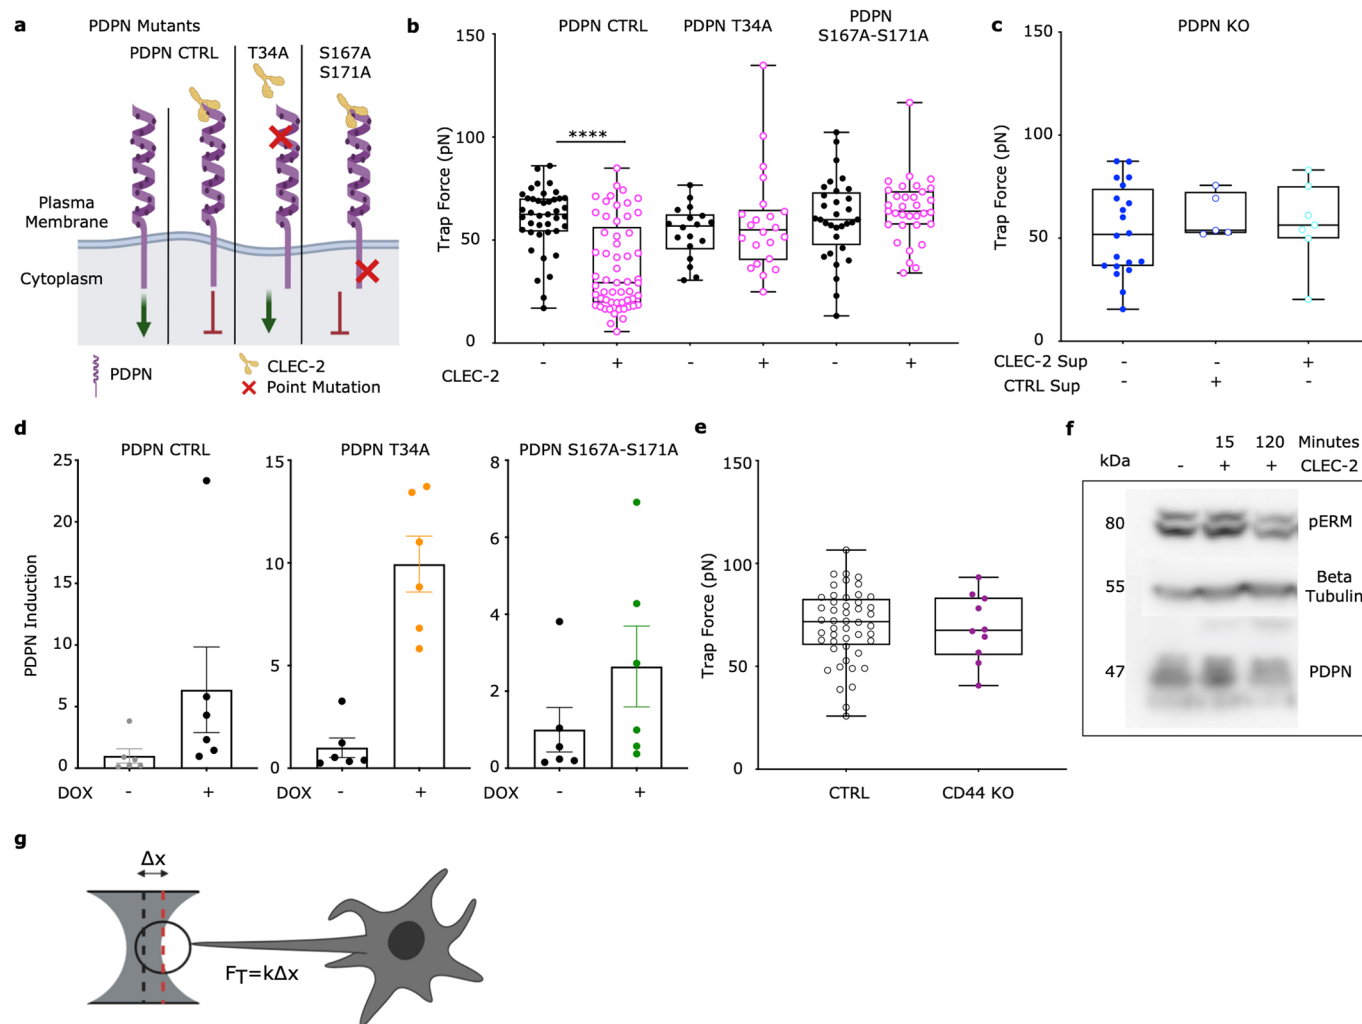 a
PDPN Mutants
PDPN CTRL
T34A
S167A
S171A
Plasma
Membrane
Cytoplasm
PDPN
CLEC-2
Point Mutation
b
PDPN CTRL
PDPN T34A
PDPN
S167A-S171A
Trap Force (pN)
150
100
50
0
****
- + - + - +
CLEC-2
c
PDPN KO
Trap Force (pN)
150
100
50
0
CLEC-2 Sup - - +
CTRL Sup - + -
d
PDPN CTRL
PDPN Induction
25
20
15
10
5
0
DOX - +
PDPN T34A
15
10
5
0
DOX - +
PDPN S167A-S171A
8
6
4
2
0
DOX - +
e
Trap Force (pN)
150
100
50
0
CTRL
CD44 KO
f
15 120 Minutes
kDa - + + CLEC-2
80 pERM
55 Beta
Tubulin
47 PDPN
g
Δx
FT=kΔx